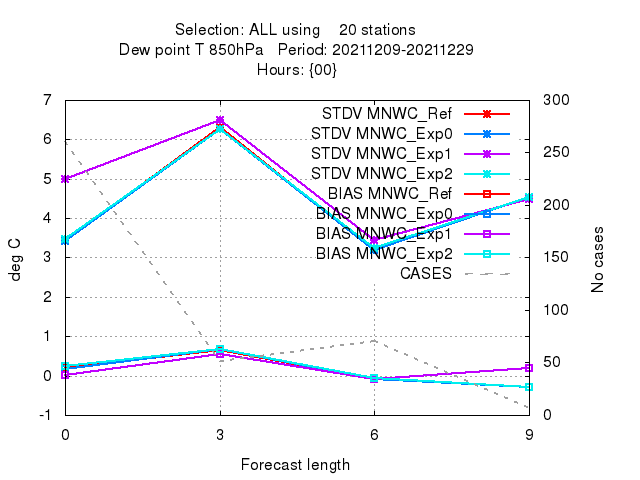 Selection: ALL using    20 stations
Dew point T 850hPa   Period: 20211209-20211229
Hours: {00}
7 300
STDV MNWC_Ref
STDV MNWC_Exp0
6 250
STDV MNWC_Exp1
STDV MNWC_Exp2
5
BIAS MNWC_Ref
200
BIAS MNWC_Exp0
4
BIAS MNWC_Exp1
BIAS MNWC_Exp2
3 150
CASES
2
100
1
50
0
-1 0
deg C
No cases
0 3 6 9
Forecast length